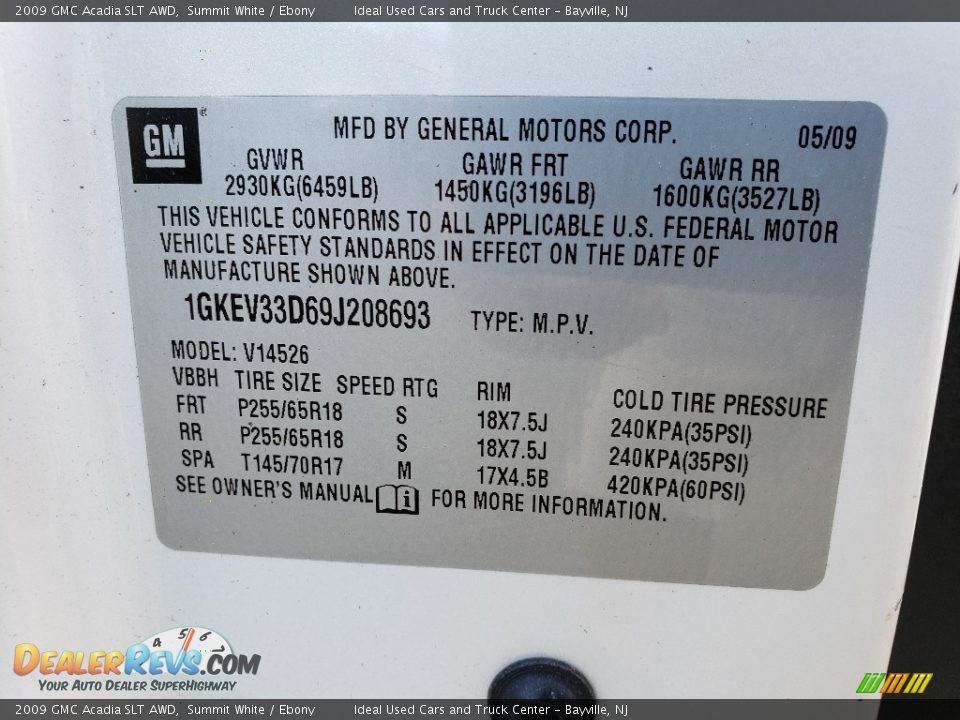 2009 GMC Acadia SLT AWD, Summit White / Ebony Ideal Used Cars and Truck Center - Bayville, NJ
GM ®
MFD BY GENERAL MOTORS CORP. 05/09
GVWR GAWR FRT GAWR RR
2930KG(6459LB) 1450KG(3196LB) 1600KG(3527LB)
THIS VEHICLE CONFORMS TO ALL APPLICABLE U.S. FEDERAL MOTOR
VEHICLE SAFETY STANDARDS IN EFFECT ON THE DATE OF
MANUFACTURE SHOWN ABOVE.
1GKEV33D69J208693 TYPE: M.P.V.
MODEL: V14526
VBBH TIRE SIZE SPEED RTG RIM COLD TIRE PRESSURE
FRT P255/65R18 S 18X7.5J 240KPA(35PSI)
RR P255/65R18 S 18X7.5J 240KPA(35PSI)
SPA T145/70R17 M 17X4.5B 420KPA(60PSI)
SEE OWNER'S MANUAL i FOR MORE INFORMATION.
4 5 6
DEALERREVS.COM
YOUR AUTO DEALER SUPERHIGHWAY
2009 GMC Acadia SLT AWD, Summit White / Ebony Ideal Used Cars and Truck Center - Bayville, NJ